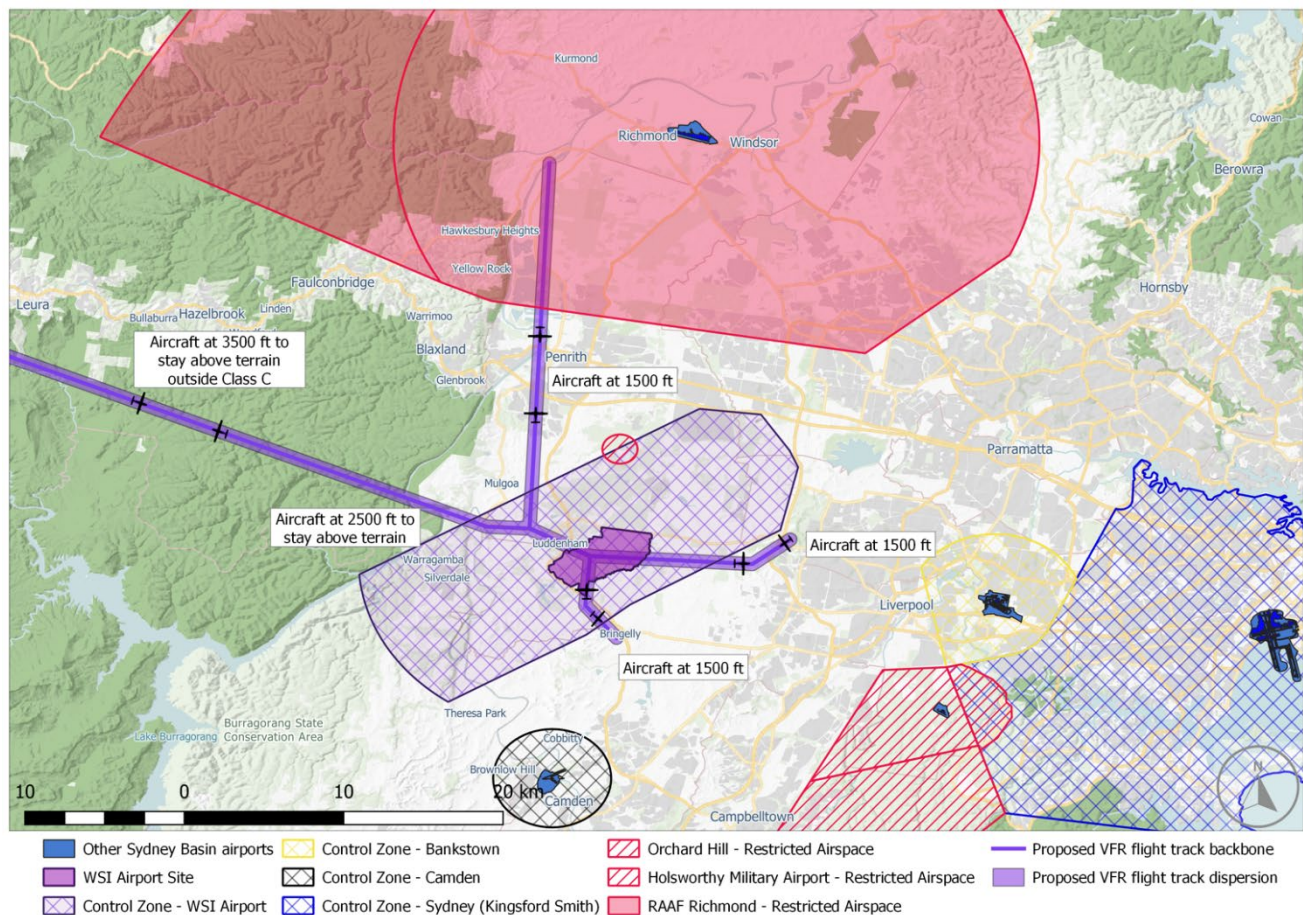 Kurmond
Richmond
Windsor
Cowan
Berowra
Hawkesbury Heights
Yellow Rock
Faulconbridge
Hornsby
Leura
Linden
Bullaburra
Hazelbrook
Warrimoo
Aircraft at 3500 ft to
stay above terrain
outside Class C
Blaxland
Penrith
Glenbrook
Aircraft at 1500 ft
Parramatta
Mulgoa
Aircraft at 2500 ft to
stay above terrain
Luddenham
Aircraft at 1500 ft
Warragamba
Silverdale
Liverpool
Bringelly
Aircraft at 1500 ft
Theresa Park
Burragorang State
Conservation Area
Lake Burragorang
Cobbitty
Brownlow Hill
Camden
Campbelltown
N
10 0 10 20 km
Other Sydney Basin airports
WSI Airport Site
Control Zone - WSI Airport
Control Zone - Bankstown
Control Zone - Camden
Control Zone - Sydney (Kingsford Smith)
Orchard Hill - Restricted Airspace
Holsworthy Military Airport - Restricted Airspace
RAAF Richmond - Restricted Airspace
Proposed VFR flight track backbone
Proposed VFR flight track dispersion